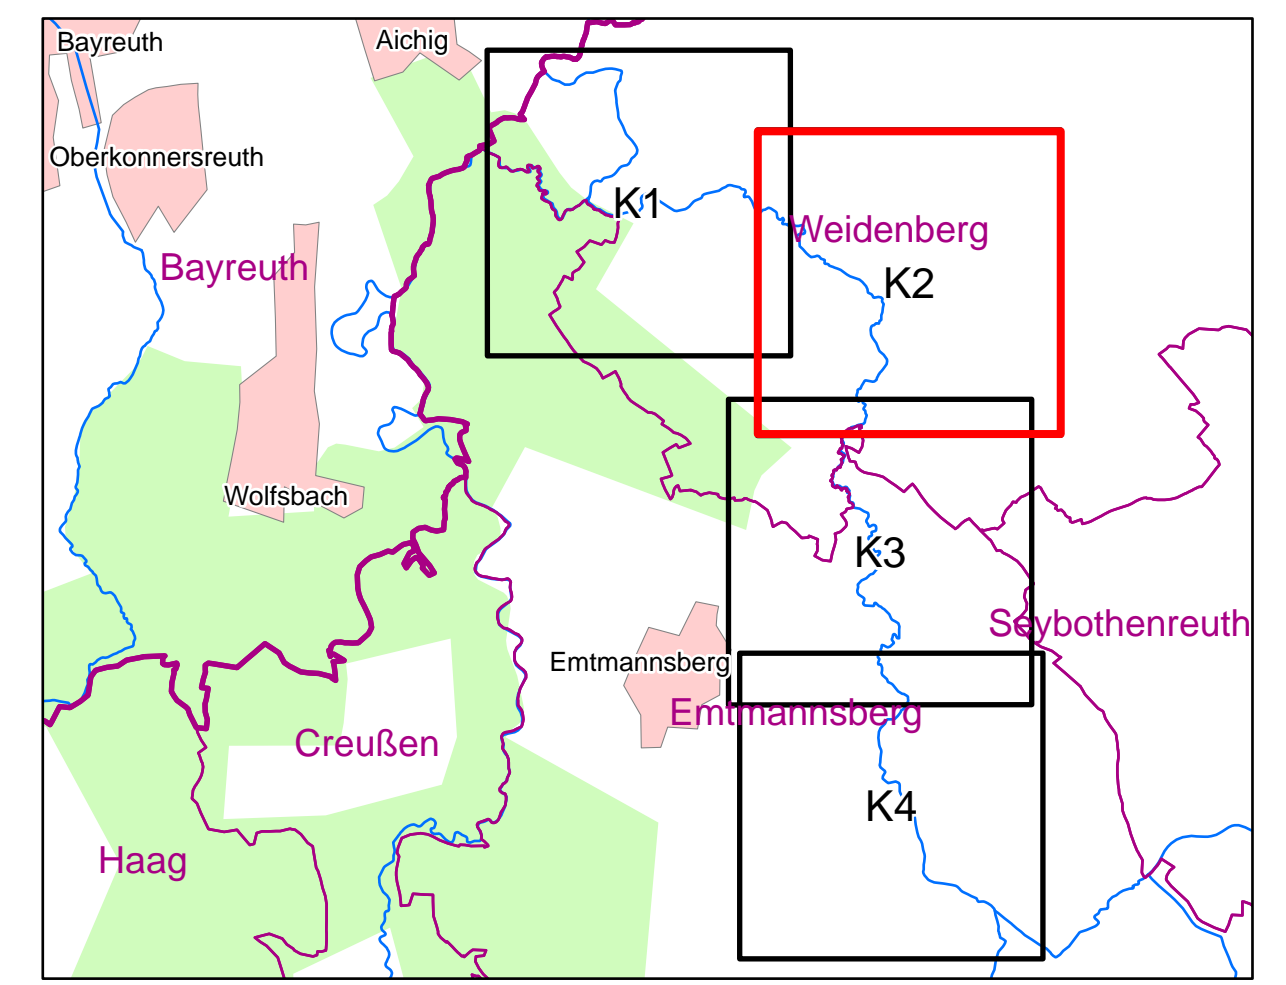 Bayreuth
Aichig
Oberkonnersreuth
K1
Weidenberg
Bayreuth
K2
Wolfsbach
K3
Seybothenreuth
Emtmannsberg
Emtmannsberg
Creußen
K4
Haag